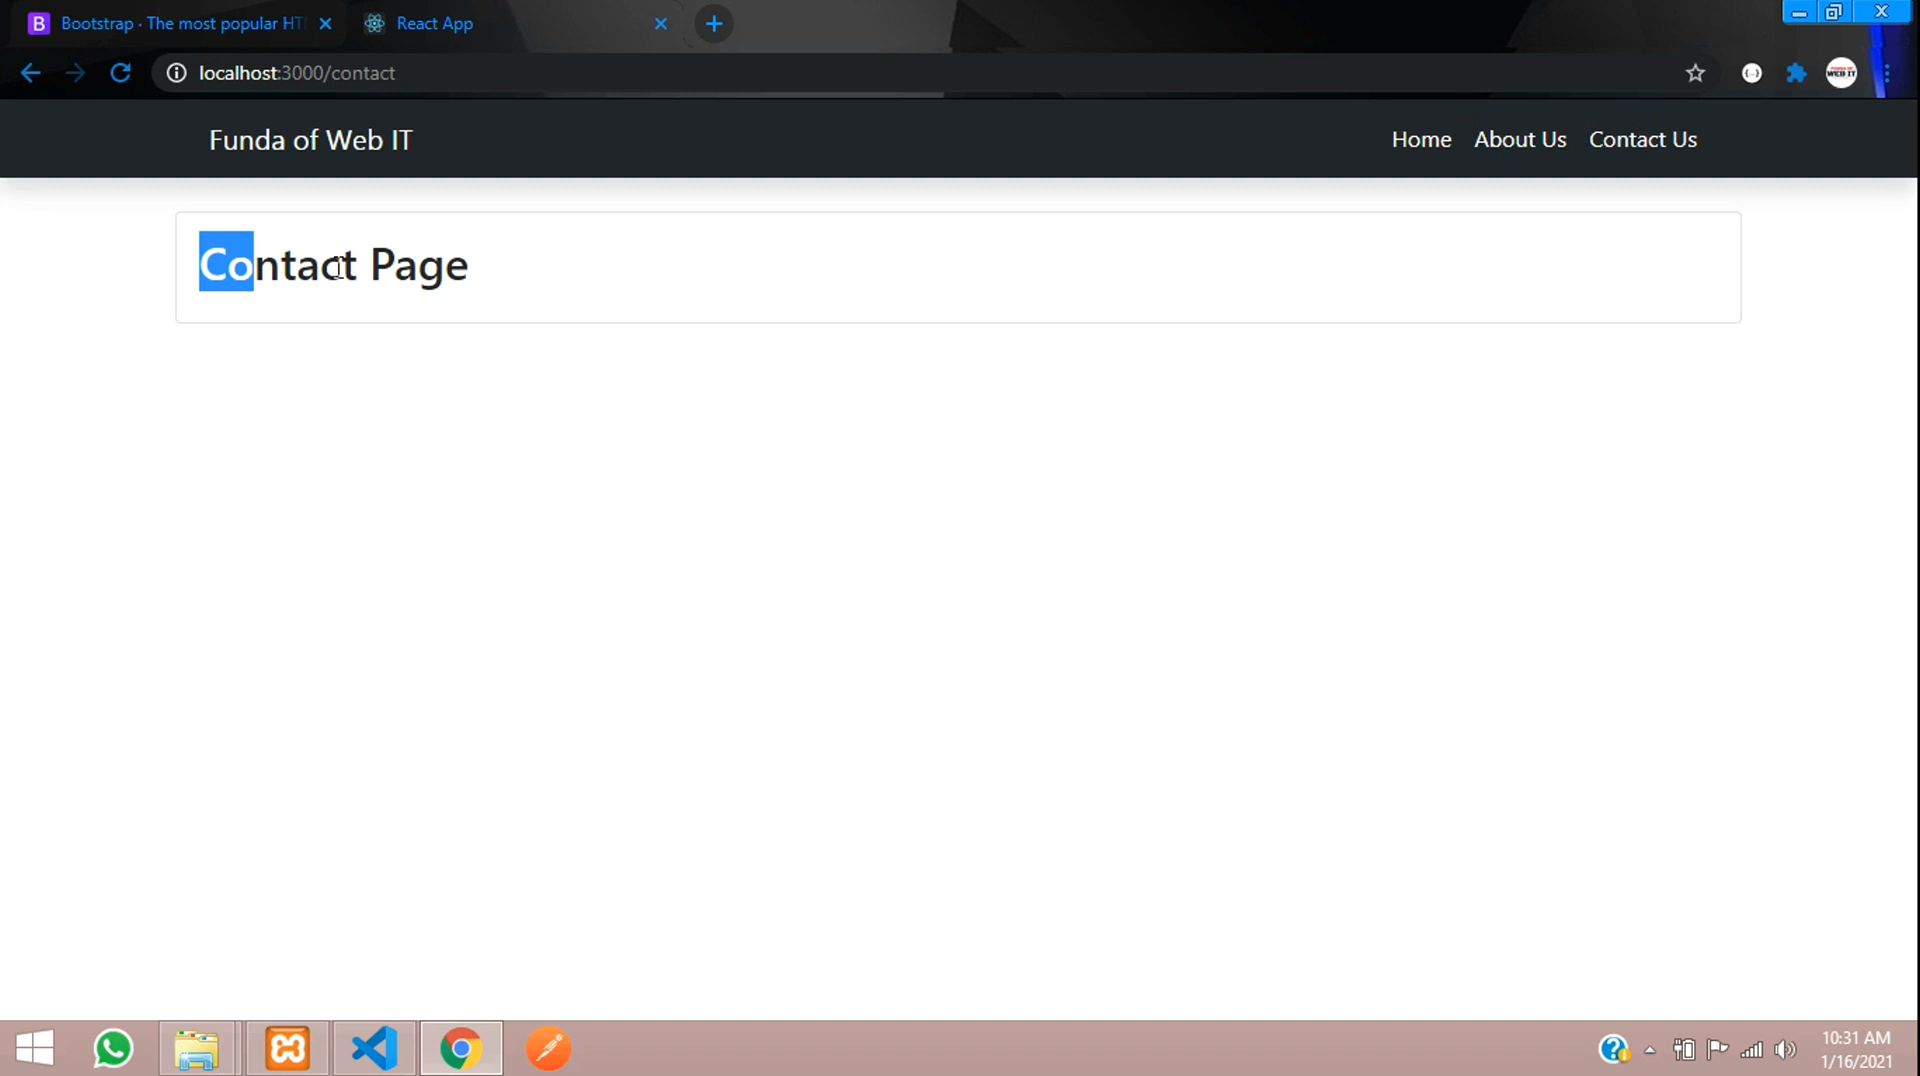 Bootstrap · The most popular HT
React App
localhost:3000/contact
Funda of Web IT
Home
About Us
Contact Us
Contact Page
10:31 AM
1/16/2021